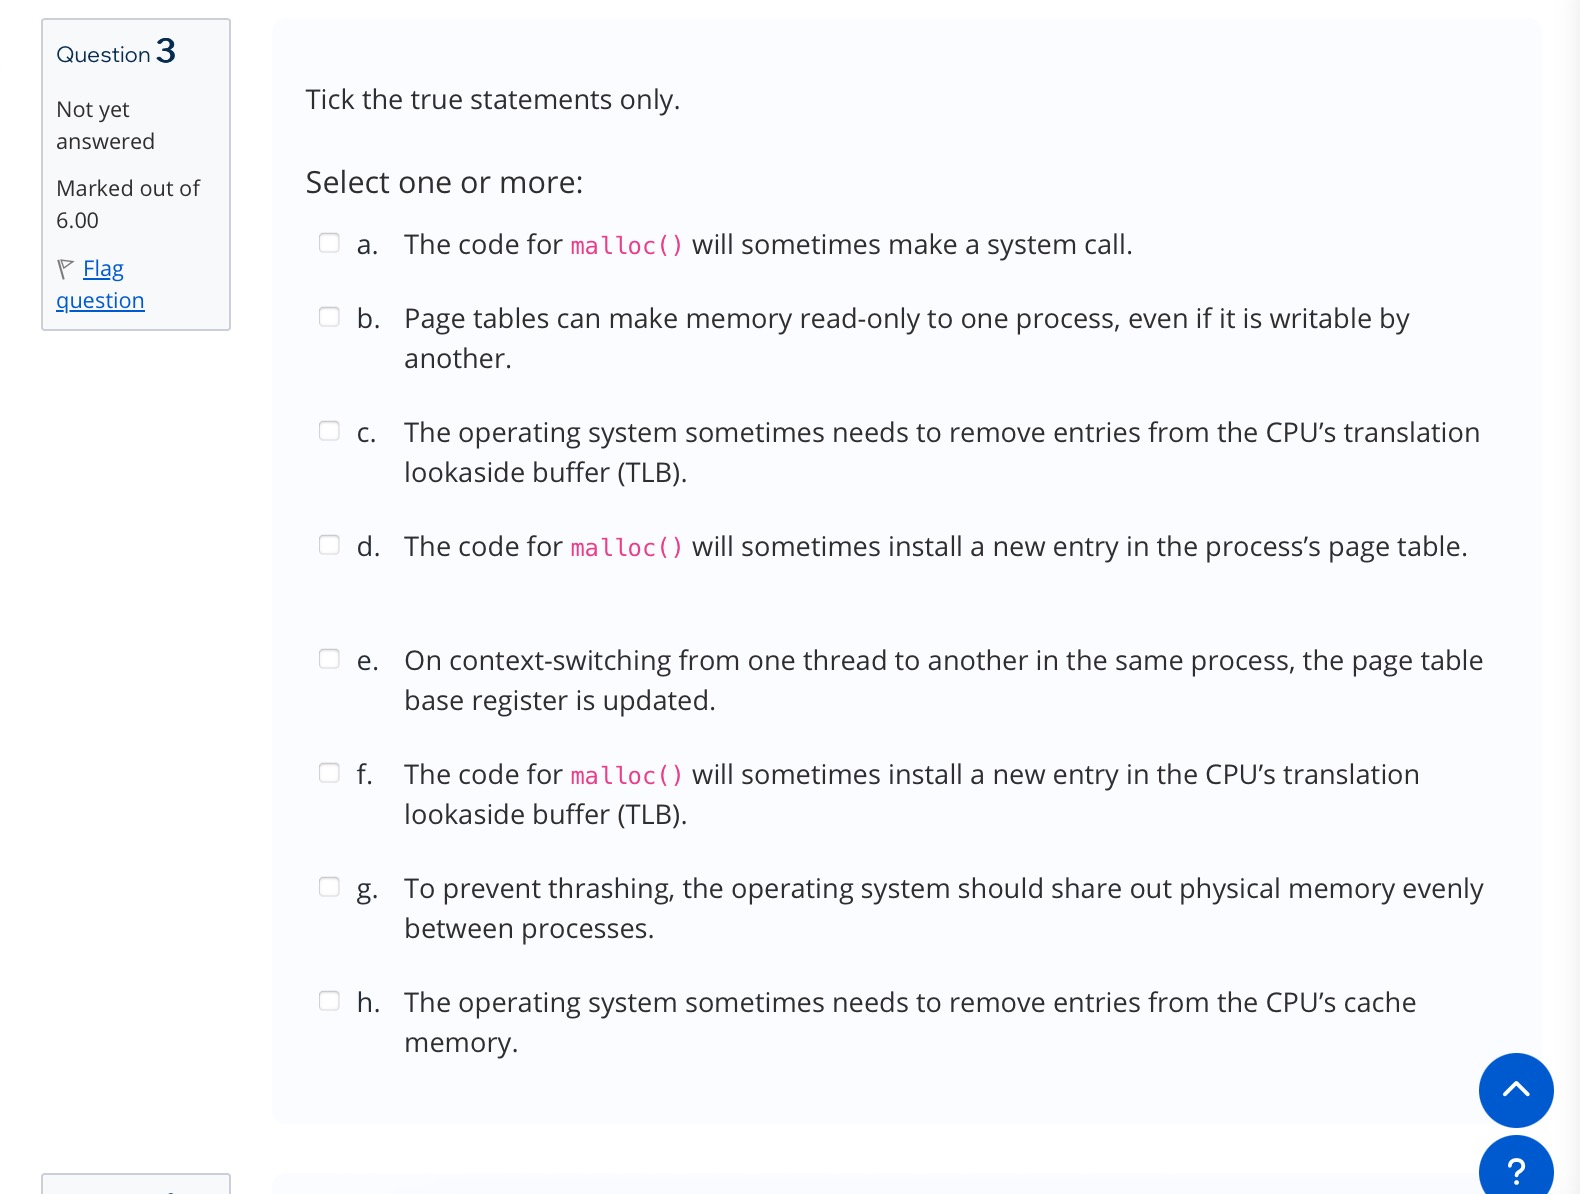 Question 3
Not yet
answered
Marked out of
6.00
Flag
question
Tick the true statements only.
Select one or more:
a. The code for malloc() will sometimes make a system call.
b. Page tables can make memory read-only to one process, even if it is writable by
another.
c. The operating system sometimes needs to remove entries from the CPU’s translation
lookaside buffer (TLB).
d. The code for malloc() will sometimes install a new entry in the process’s page table.
e. On context-switching from one thread to another in the same process, the page table
base register is updated.
f. The code for malloc() will sometimes install a new entry in the CPU’s translation
lookaside buffer (TLB).
g. To prevent thrashing, the operating system should share out physical memory evenly
between processes.
h. The operating system sometimes needs to remove entries from the CPU’s cache
memory.
?